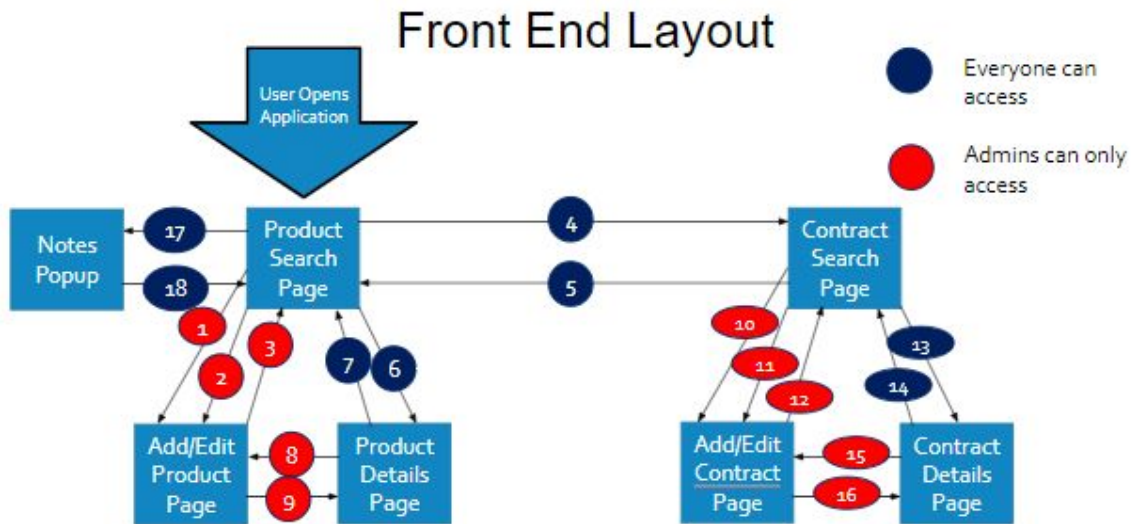 Front End Layout
User Opens
Application
Everyone can
access
Admins can only
access
Notes
Popup
17
18
Product
Search
Page
4
5
Contract
Search
Page
1
2
3
7
6
10
11
12
13
14
Add/Edit
Product
Page
8
9
Product
Details
Page
Add/Edit
Contract
Page
15
16
Contract
Details
Page